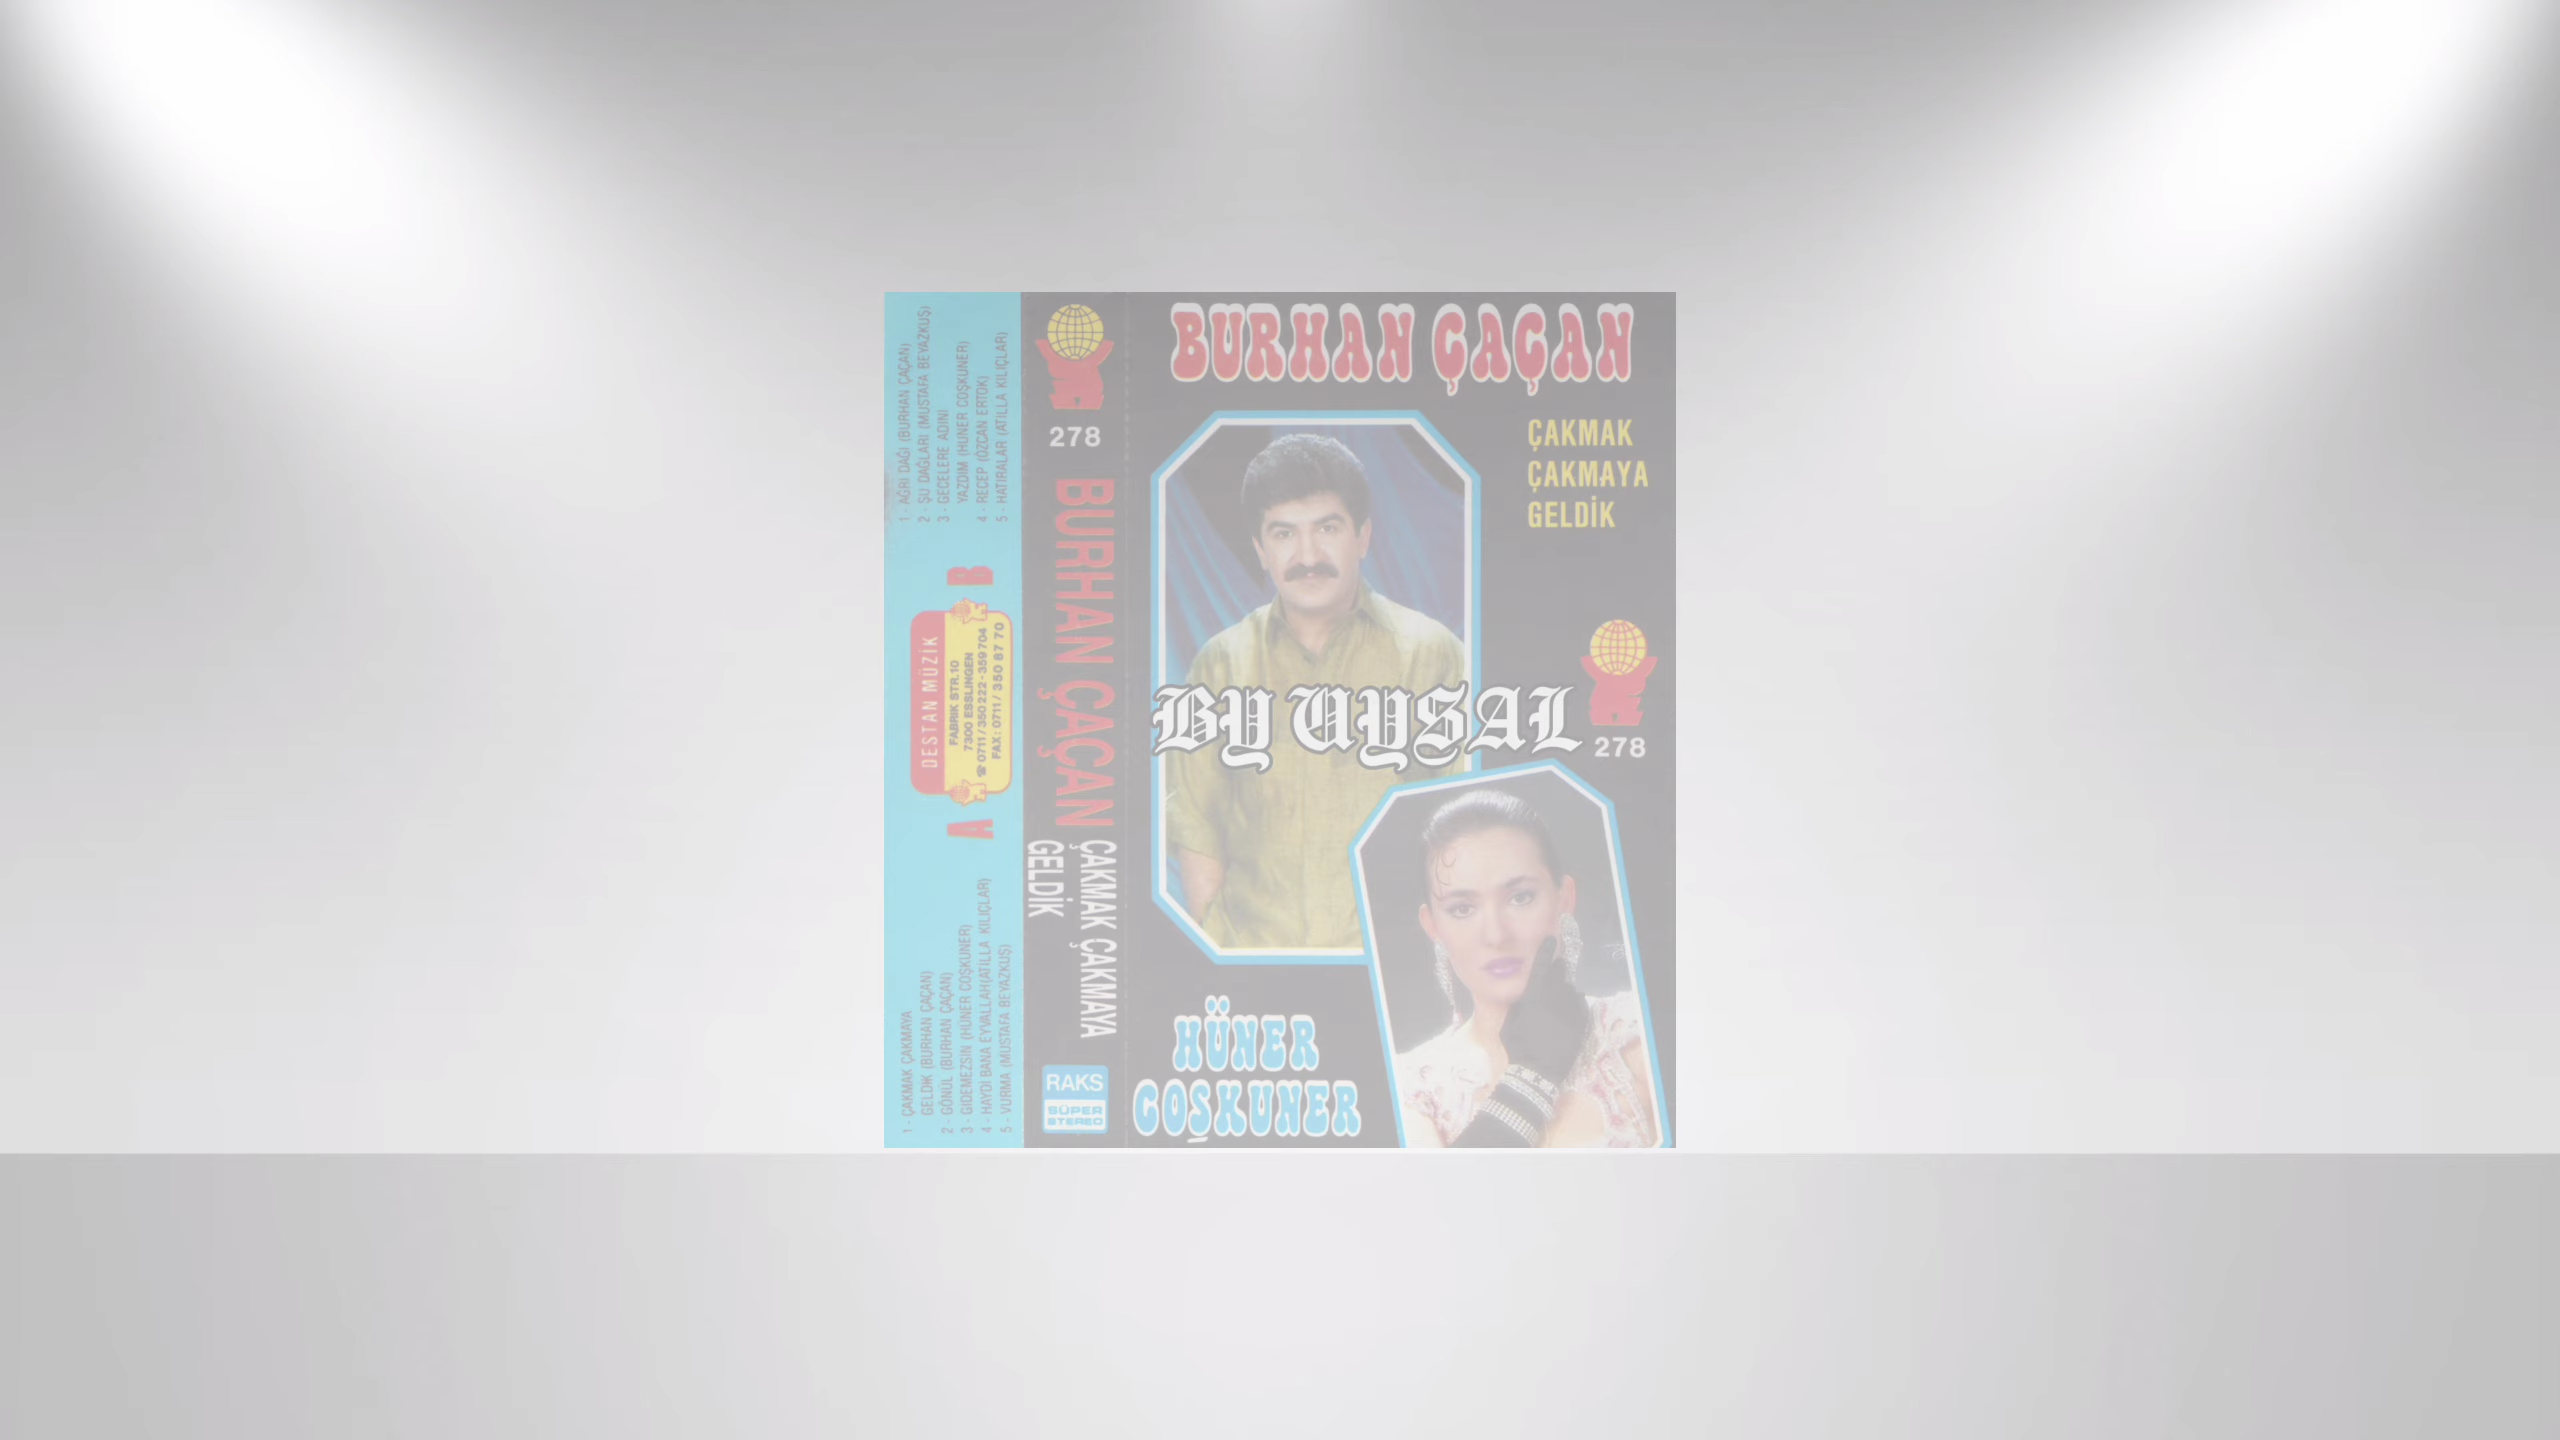 1 - AĞRI DAĞI (BURHAN ÇAÇAN)
2 - ŞU DAĞLARI (MUSTAFA BEYAZKUŞ)
3 - GECELERE ADINI
YAZDIM (HÜNER COŞKUNER)
4 - RECEP (ÖZCAN ERTOK)
5 - HATIRALAR (ATİLLA KILIÇLAR)
B
DESTAN MÜZİK
FABRIK STR.10
7300 ESSLINGEN
☎ 0711 / 350 222 - 359 704
FAX: 0711 / 350 87 70
A
1 - ÇAKMAK ÇAKMAYA
GELDİK (BURHAN ÇAÇAN)
2 - GÖNÜL (BURHAN ÇAÇAN)
3 - GİDEMEZSİN (HÜNER COŞKUNER)
4 - HAYDİ BANA EYVALLAH (ATİLLA KILIÇLAR)
5 - VURMA (MUSTAFA BEYAZKUŞ)
278
BURHAN ÇAÇAN
ÇAKMAK ÇAKMAYA
GELDİK
RAKS
SÜPER
STEREO
BURHAN ÇAÇAN
ÇAKMAK
ÇAKMAYA
GELDİK
BY UYSAL
278
HÜNER
COŞKUNER